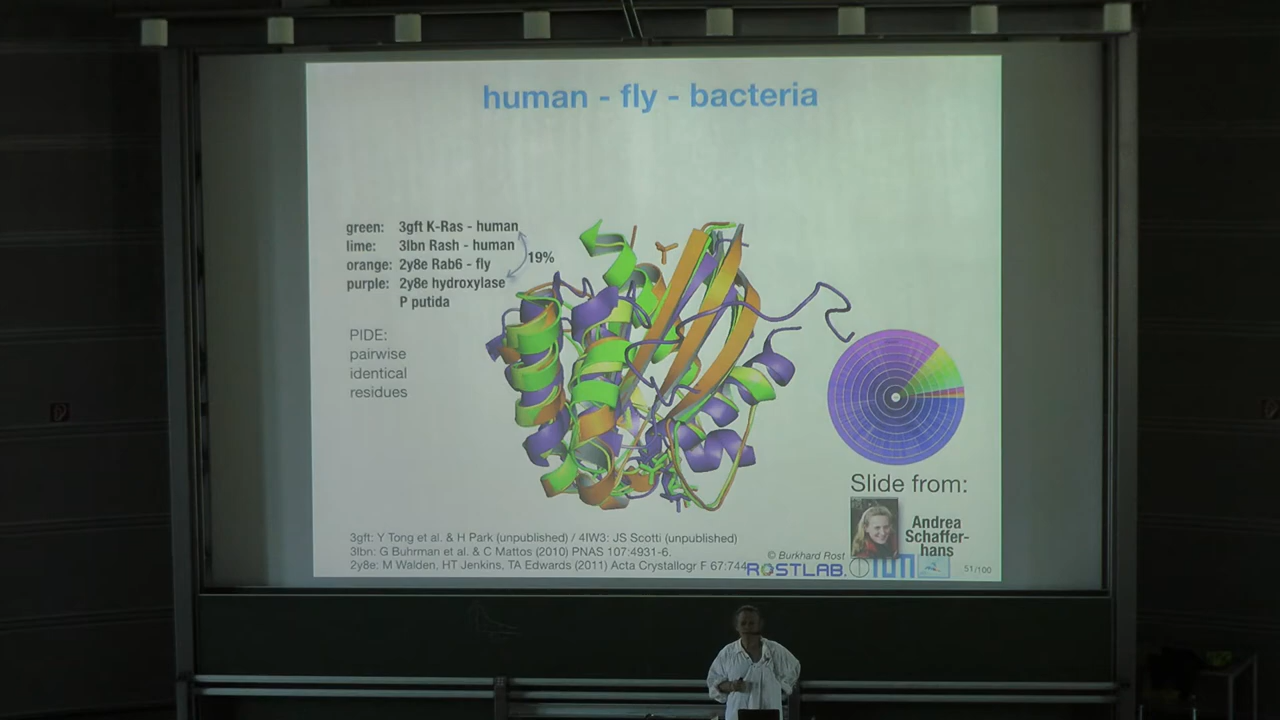 human - fly - bacteria
green: 3gft K-Ras - human
lime: 3lbn Rash - human
orange: 2y8e Rab6 - fly
purple: 2y8e hydroxylase
P putida
19%
PIDE:
pairwise
identical
residues
Slide from:
Andrea
Schaffer-
hans
3gft: Y Tong et al. & H Park (unpublished) / 4IW3: JS Scotti (unpublished)
3lbn: G Buhrman et al. & C Mattos (2010) PNAS 107:4931-6.
2y8e: M Walden, HT Jenkins, TA Edwards (2011) Acta Crystallogr F 67:744
© Burkhard Rost
ROSTLAB.
TUM
51/100